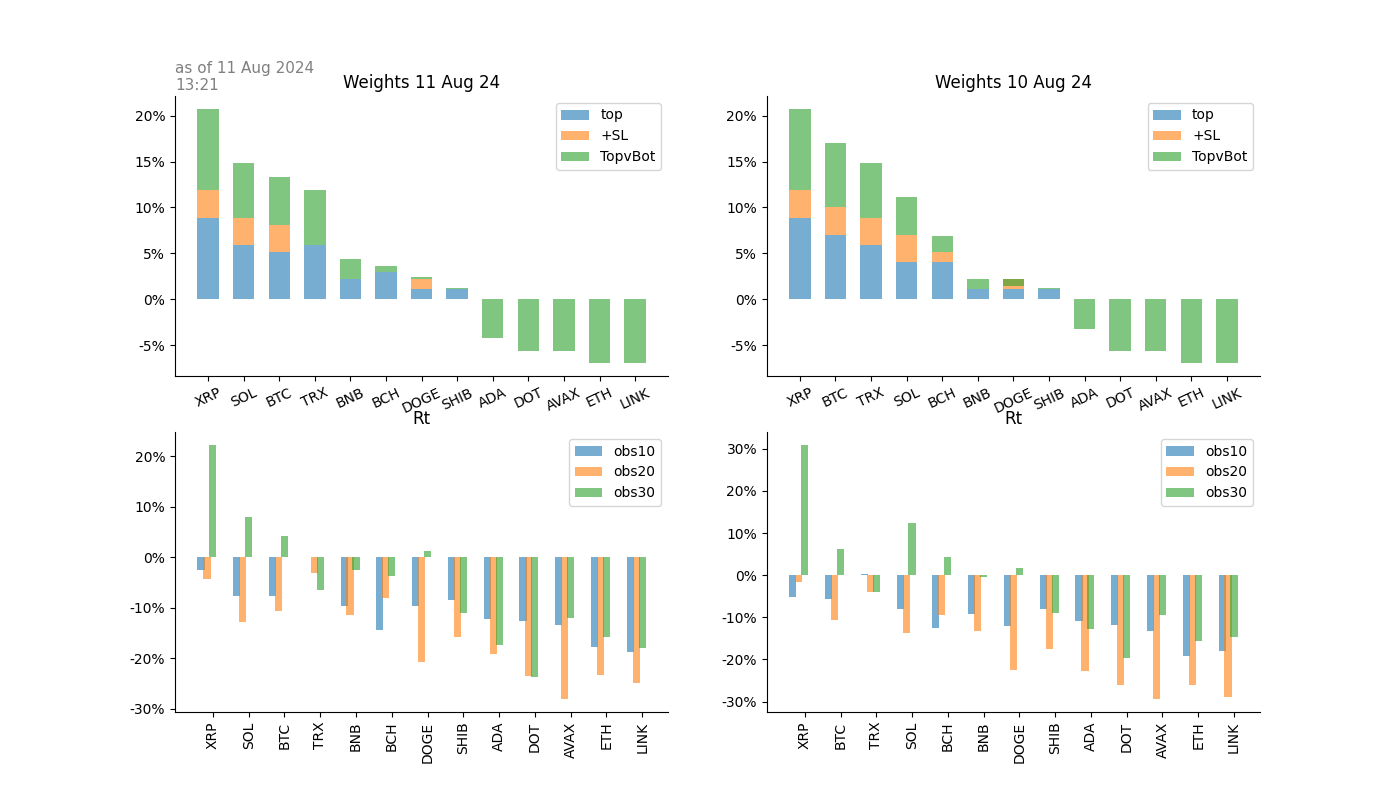 as of 11 Aug 2024
13:21
Weights 11 Aug 24
20%
15%
10%
5%
0%
-5%
top
+SL
TopvBot
XRP SOL BTC TRX BNB BCH DOGE SHIB ADA DOT AVAX ETH LINK
Weights 10 Aug 24
20%
15%
10%
5%
0%
-5%
top
+SL
TopvBot
XRP BTC TRX SOL BCH BNB DOGE SHIB ADA DOT AVAX ETH LINK
Rt
20%
10%
0%
-10%
-20%
-30%
obs10
obs20
obs30
XRP SOL BTC TRX BNB BCH DOGE SHIB ADA DOT AVAX ETH LINK
Rt
30%
20%
10%
0%
-10%
-20%
-30%
obs10
obs20
obs30
XRP BTC TRX SOL BCH BNB DOGE SHIB ADA DOT AVAX ETH LINK